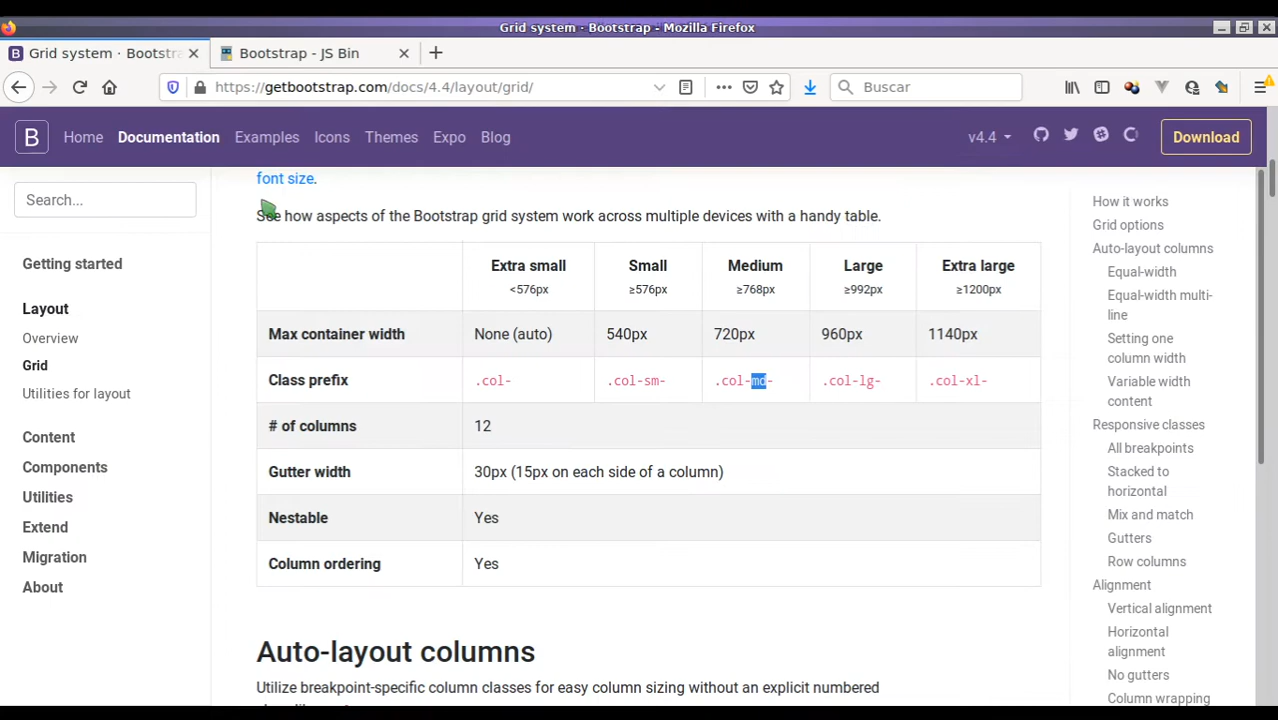 Grid system · Bootstrap - Mozilla Firefox
Grid system · Bootstra
Bootstrap - JS Bin
https://getbootstrap.com/docs/4.4/layout/grid/
Buscar
B Home Documentation Examples Icons Themes Expo Blog v4.4 Download
Search...
Getting started
Layout
Overview
Grid
Utilities for layout
Content
Components
Utilities
Extend
Migration
About
font size.
See how aspects of the Bootstrap grid system work across multiple devices with a handy table.
Extra small Small Medium Large Extra large
<576px ≥576px ≥768px ≥992px ≥1200px
Max container width None (auto) 540px 720px 960px 1140px
Class prefix .col- .col-sm- .col-md- .col-lg- .col-xl-
# of columns 12
Gutter width 30px (15px on each side of a column)
Nestable Yes
Column ordering Yes
Auto-layout columns
Utilize breakpoint-specific column classes for easy column sizing without an explicit numbered
How it works
Grid options
Auto-layout columns
Equal-width
Equal-width multi-
line
Setting one
column width
Variable width
content
Responsive classes
All breakpoints
Stacked to
horizontal
Mix and match
Gutters
Row columns
Alignment
Vertical alignment
Horizontal
alignment
No gutters
Column wrapping